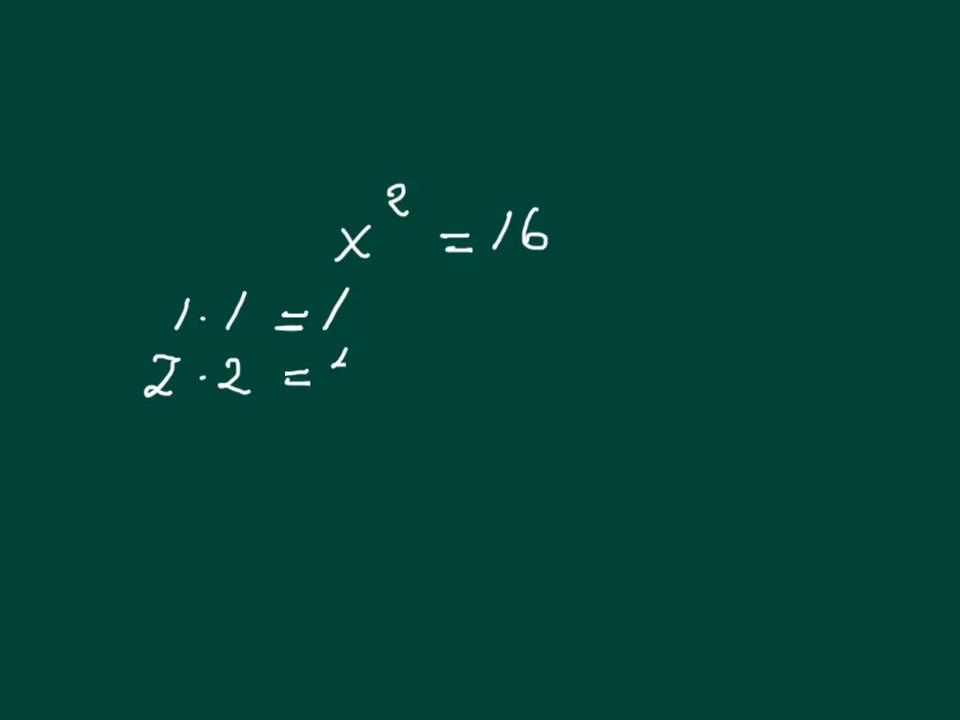 x² = 16
1 · 1 = 1
2 · 2 =